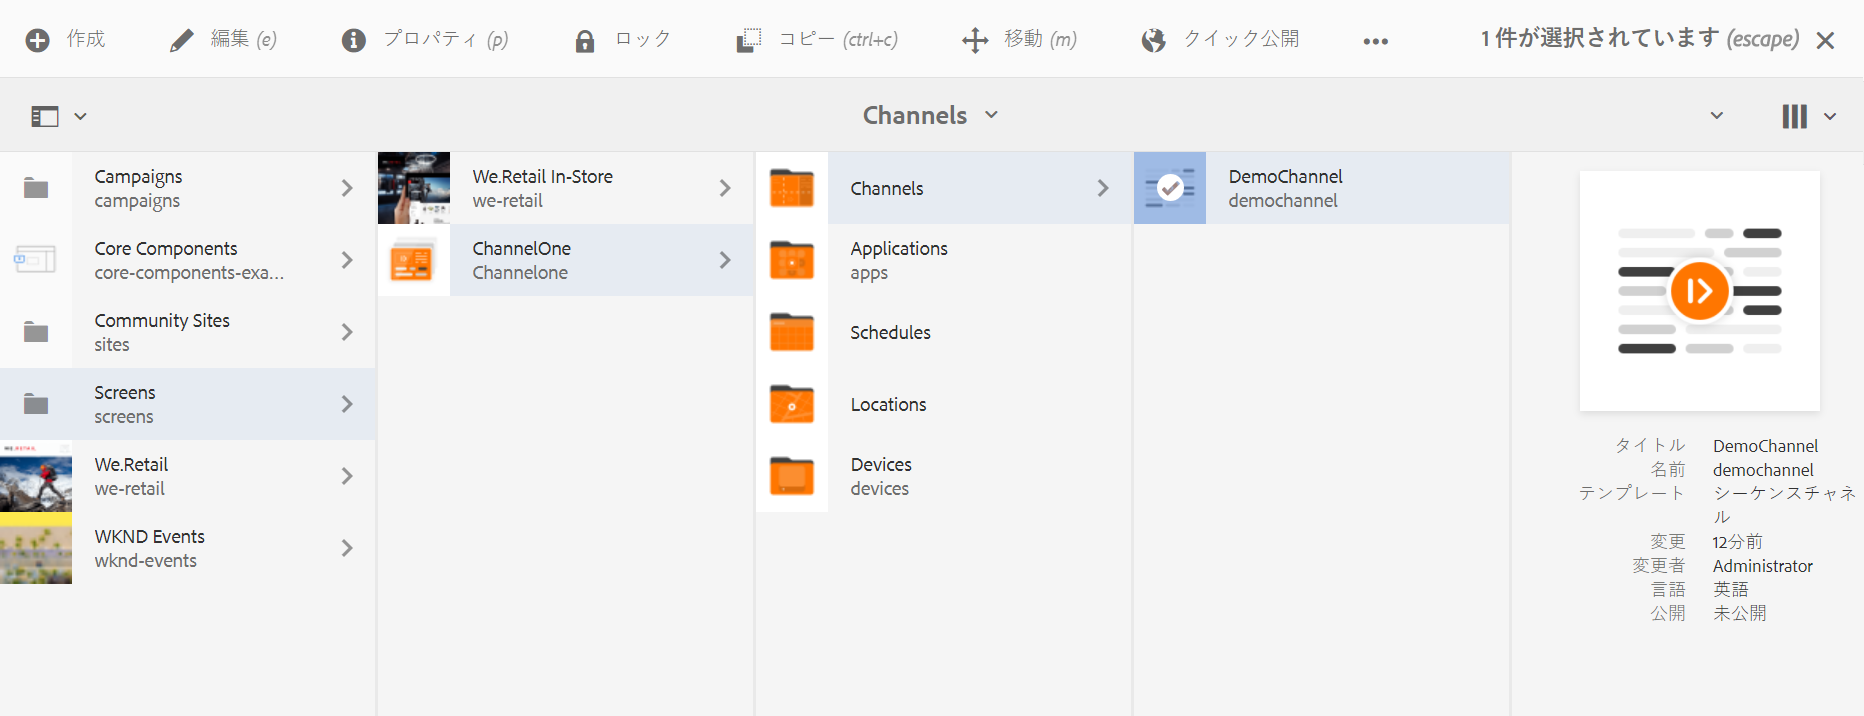 作成 編集 (e) プロパティ (p) ロック コピー (ctrl+c) 移動 (m) クイック公開 1 件が選択されています (escape)
Channels
Campaigns
campaigns
Core Components
core-components-exa...
Community Sites
sites
Screens
screens
We.Retail
we-retail
WKND Events
wknd-events
We.Retail In-Store
we-retail
ChannelOne
Channelone
Channels
Applications
apps
Schedules
Locations
Devices
devices
DemoChannel
demochannel
タイトル DemoChannel
名前 demochannel
テンプレート シーケンスチャネ
ル
変更 12分前
変更者 Administrator
言語 英語
公開 未公開